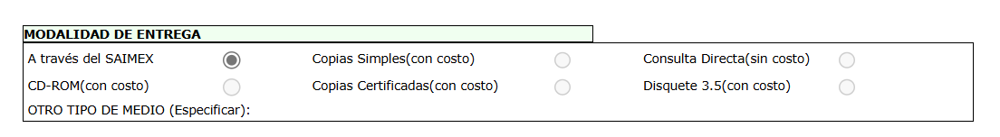 MODALIDAD DE ENTREGA
A través del SAIMEX Copias Simples(con costo) Consulta Directa(sin costo)
CD-ROM(con costo) Copias Certificadas(con costo) Disquete 3.5(con costo)
OTRO TIPO DE MEDIO (Especificar):